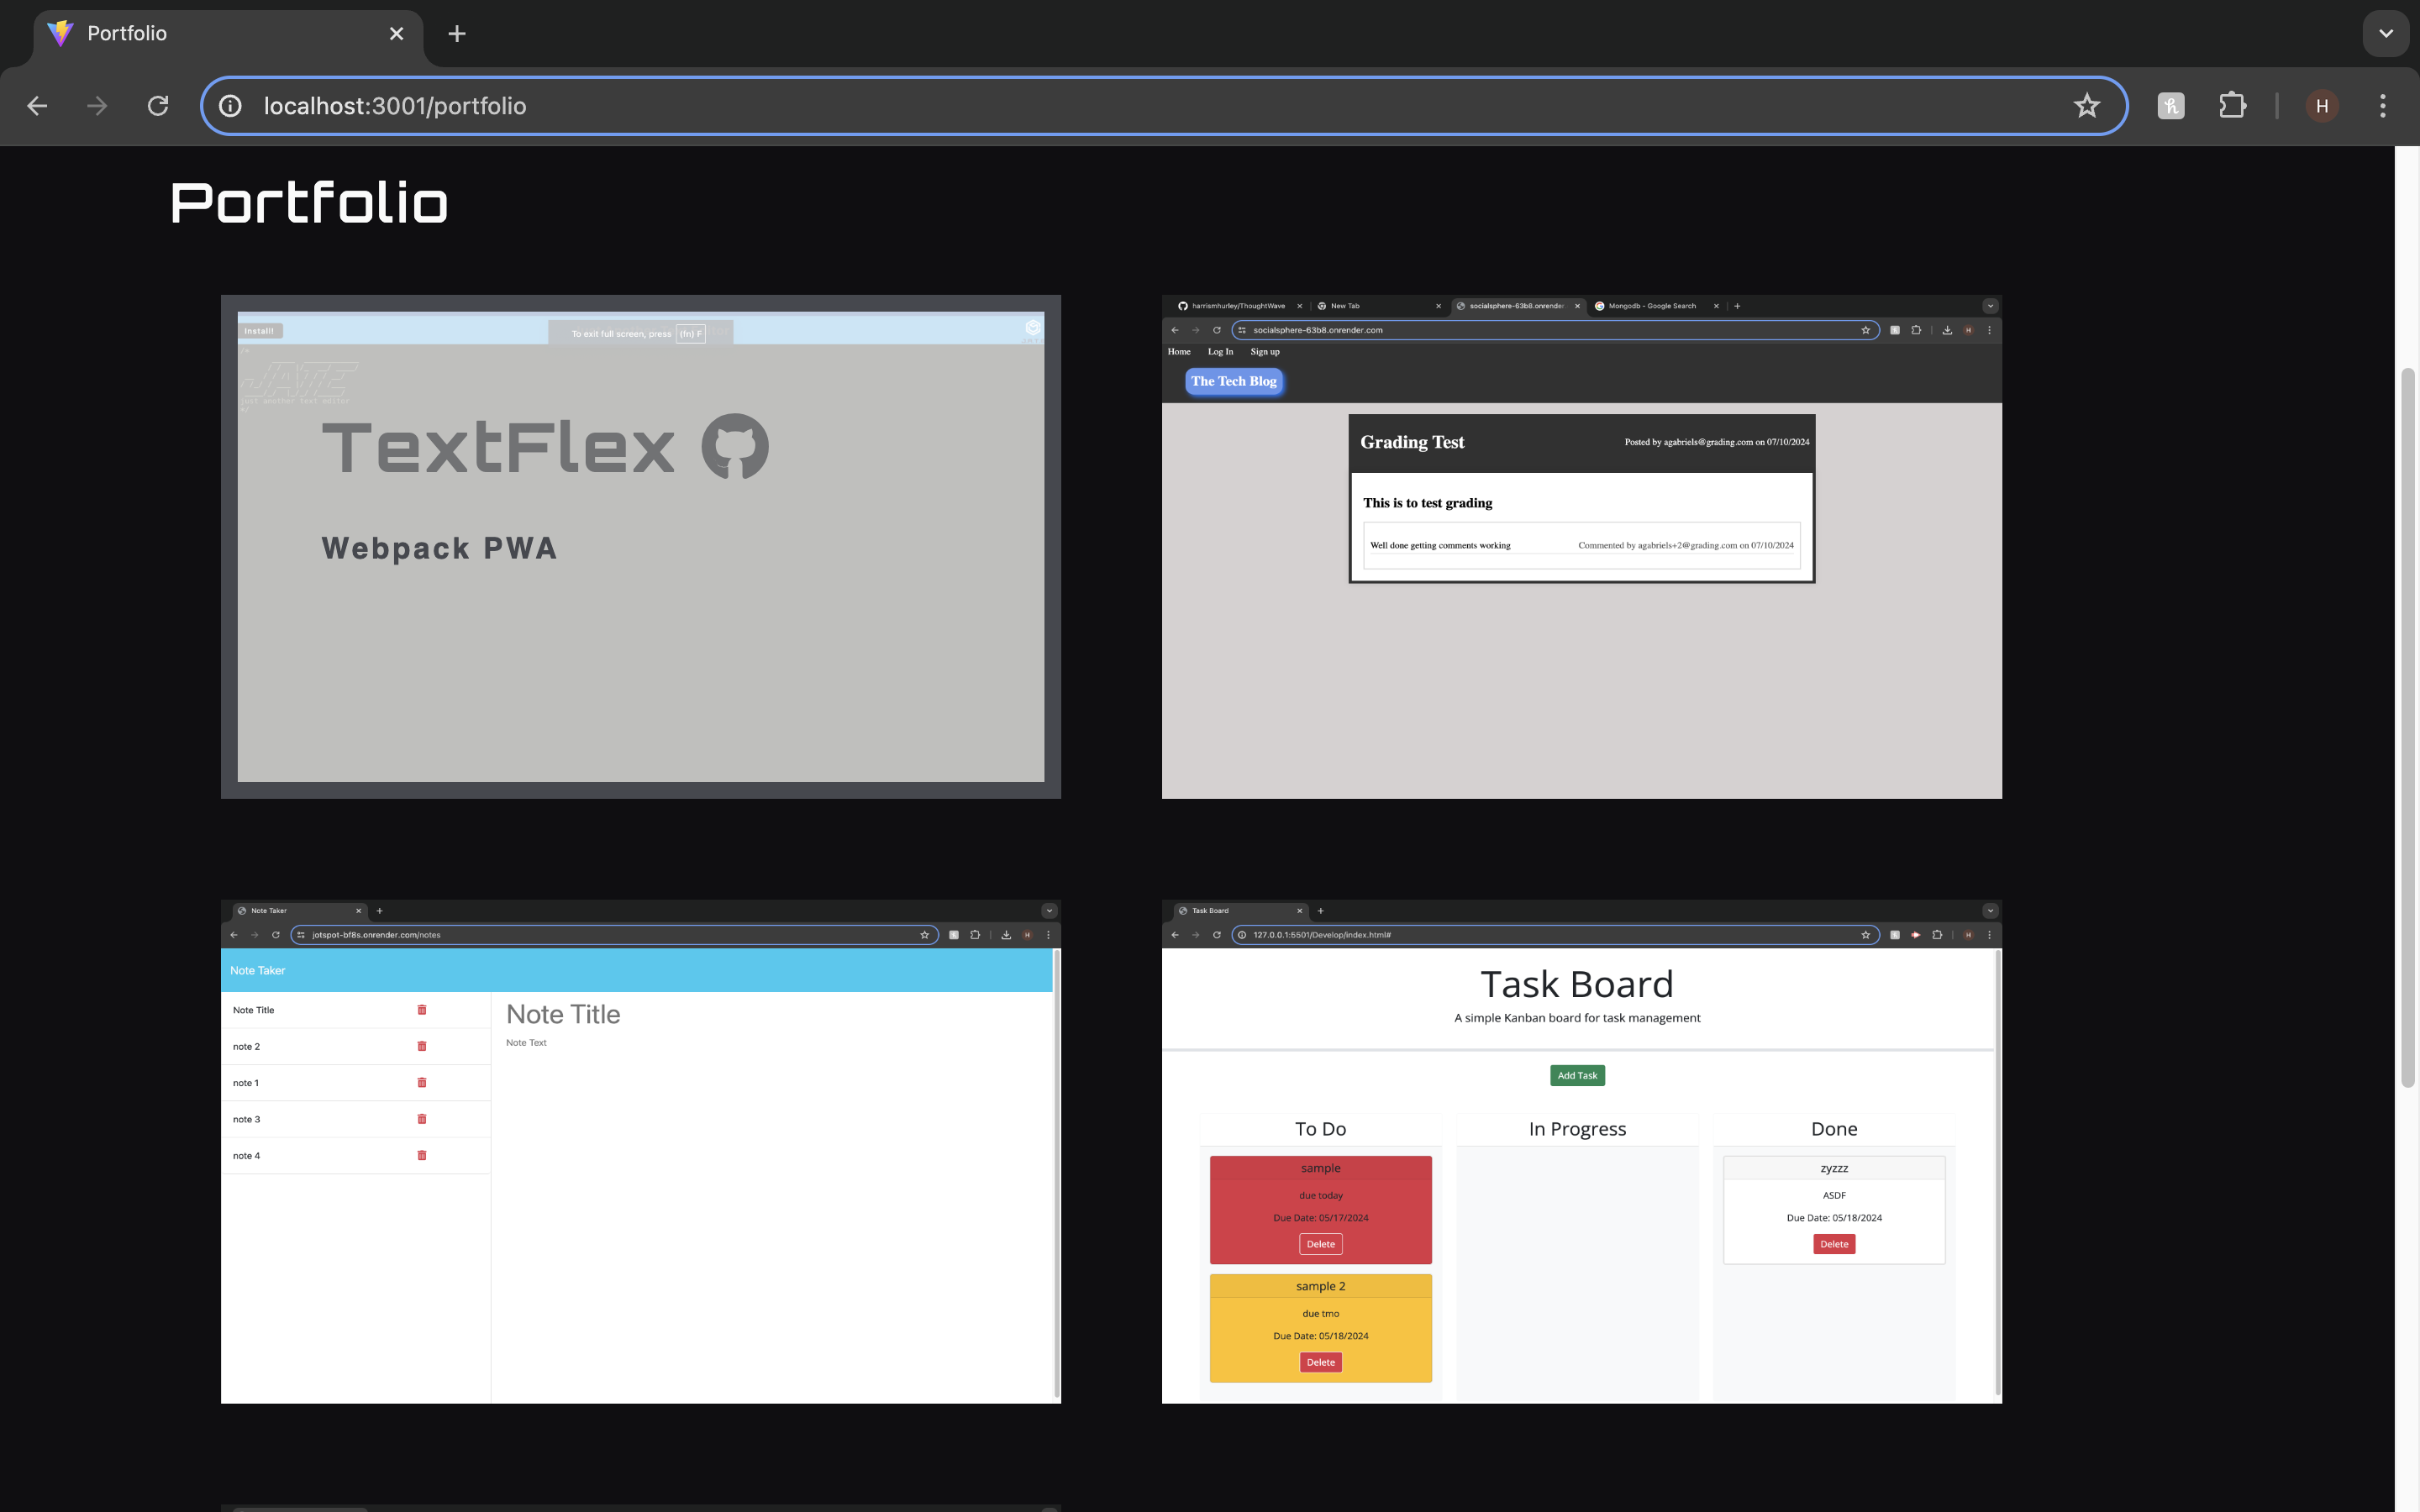 Portfolio
localhost:3001/portfolio
H
Portfolio
Install!
To exit full screen, press (fn) F
/*
just another text editor
*/
TextFlex
Webpack PWA
harrismhurley/ThoughtWave
New Tab
socialsphere-63b8.onrender.
Mongodb - Google Search
socialsphere-63b8.onrender.com
H
Home Log In Sign up
The Tech Blog
Grading Test
Posted by agabriels@grading.com on 07/10/2024
This is to test grading
Well done getting comments working
Commented by agabriels+2@grading.com on 07/10/2024
Note Taker
jotspot-bf8s.onrender.com/notes
H
Note Taker
Note Title
note 2
note 1
note 3
note 4
Note Title
Note Text
Task Board
127.0.0.1:5501/Develop/index.html#
H
Task Board
A simple Kanban board for task management
Add Task
To Do
sample
due today
Due Date: 05/17/2024
Delete
sample 2
due tmo
Due Date: 05/18/2024
Delete
In Progress
Done
zyzzz
ASDF
Due Date: 05/18/2024
Delete